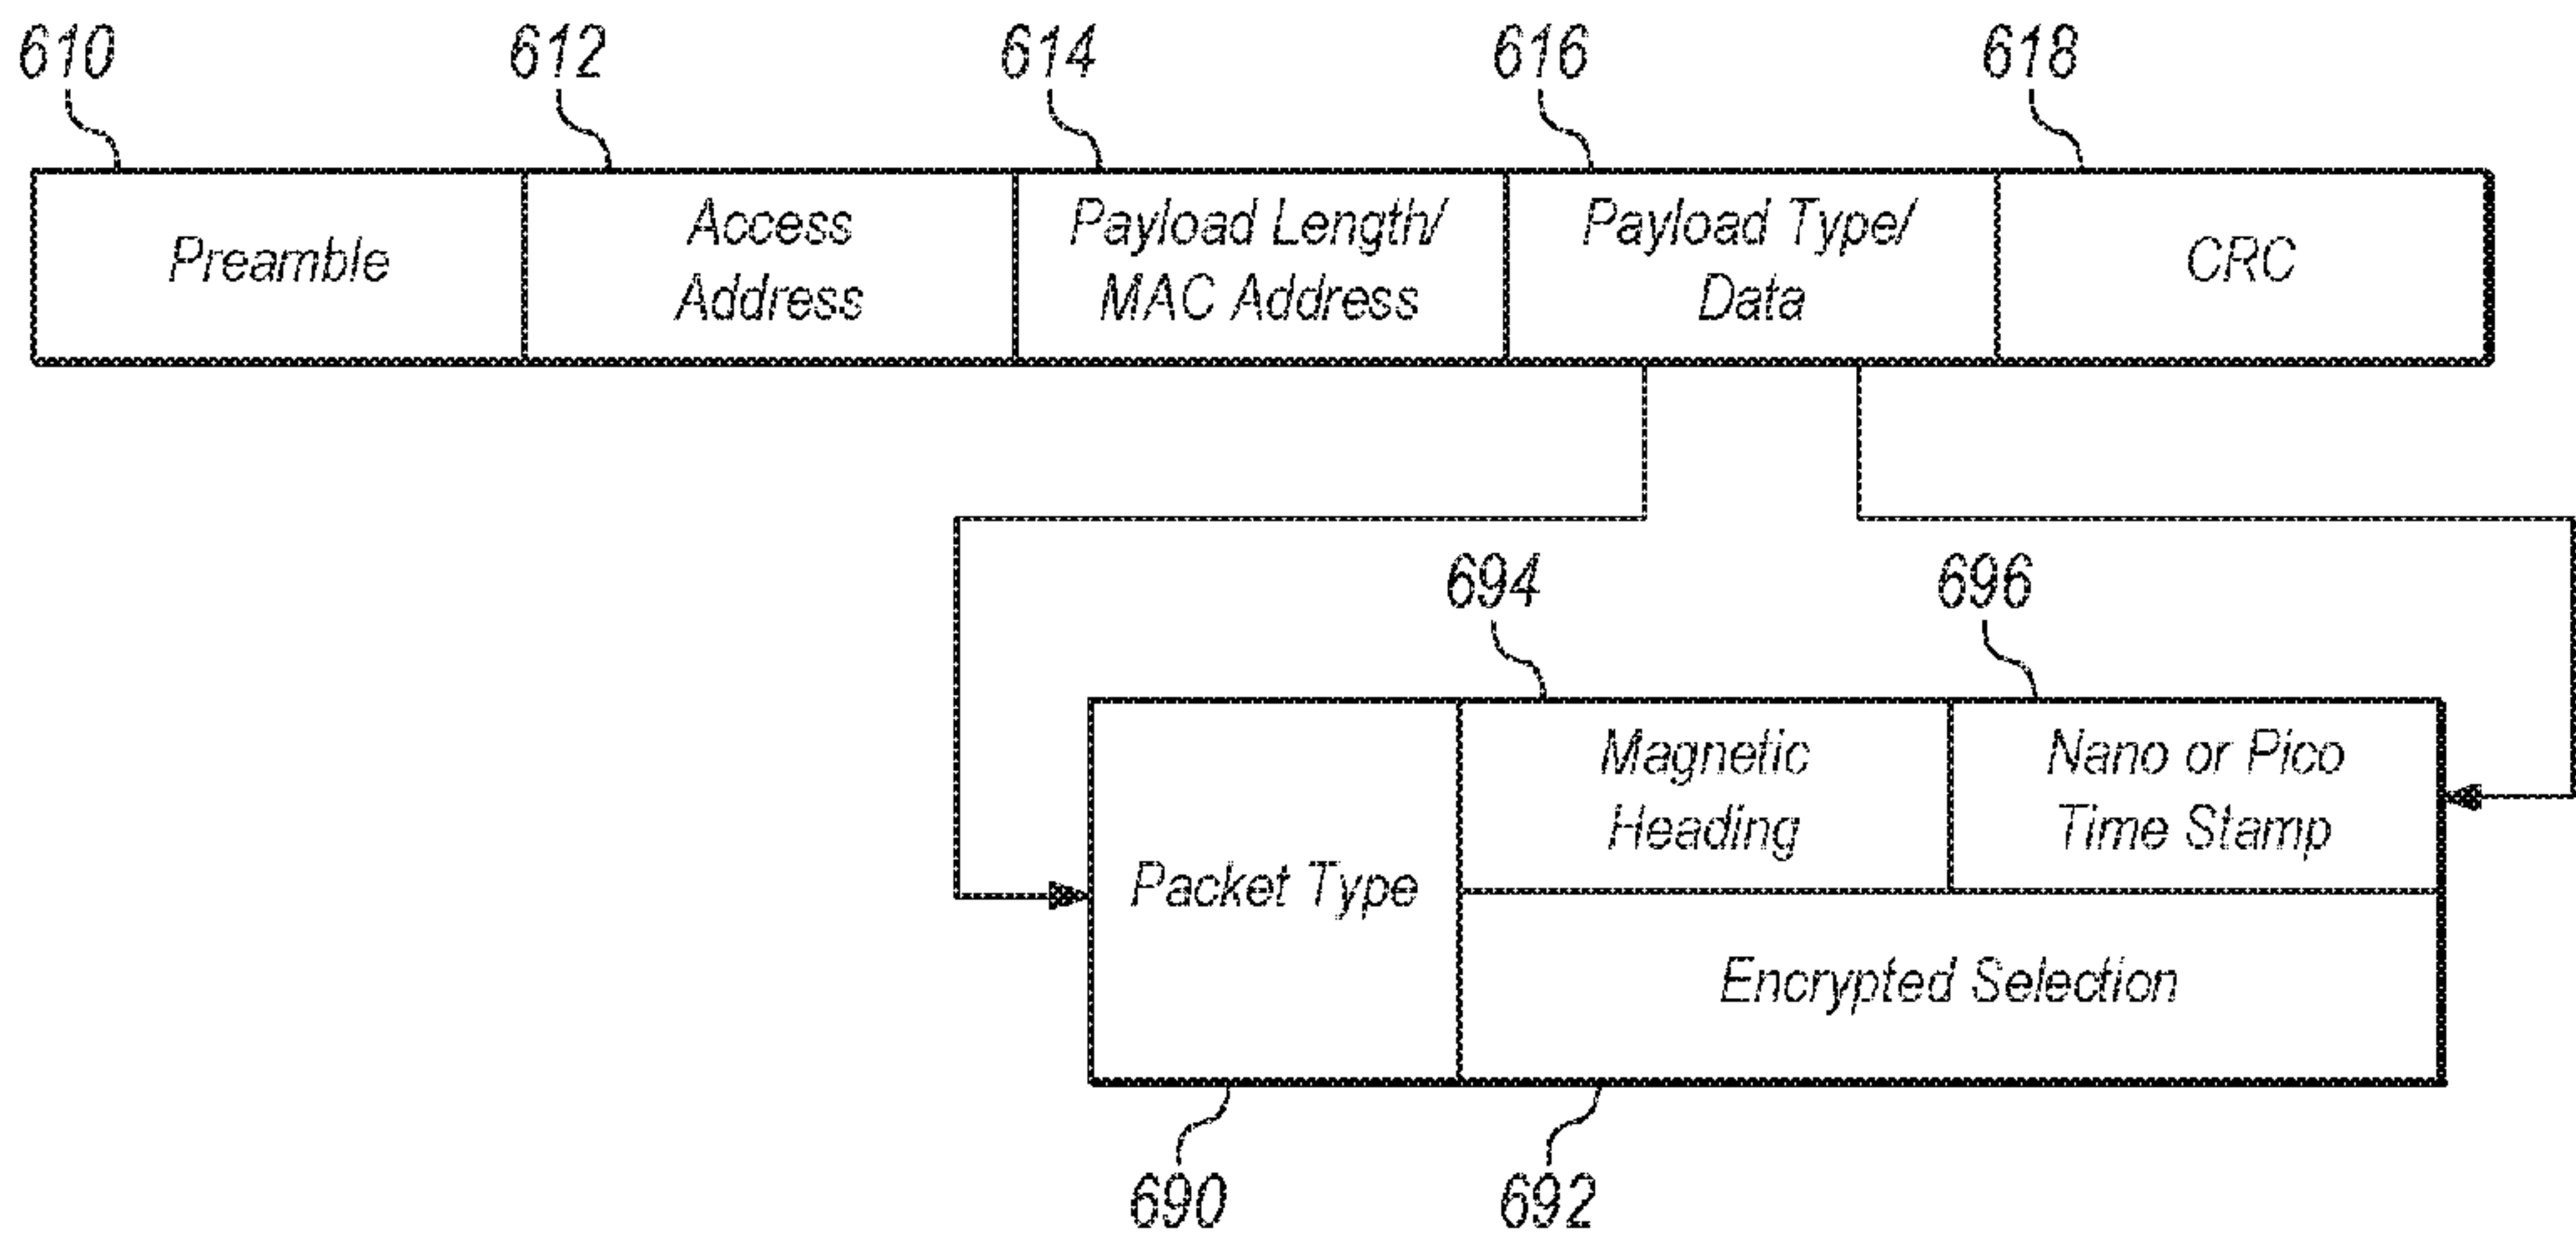 610
612
614
616
618
Preamble
Access
Address
Payload Length/
MAC Address
Payload Type/
Data
CRC
694
696
Packet Type
Magnetic
Heading
Nano or Pico
Time Stamp
Encrypted Selection
690
692